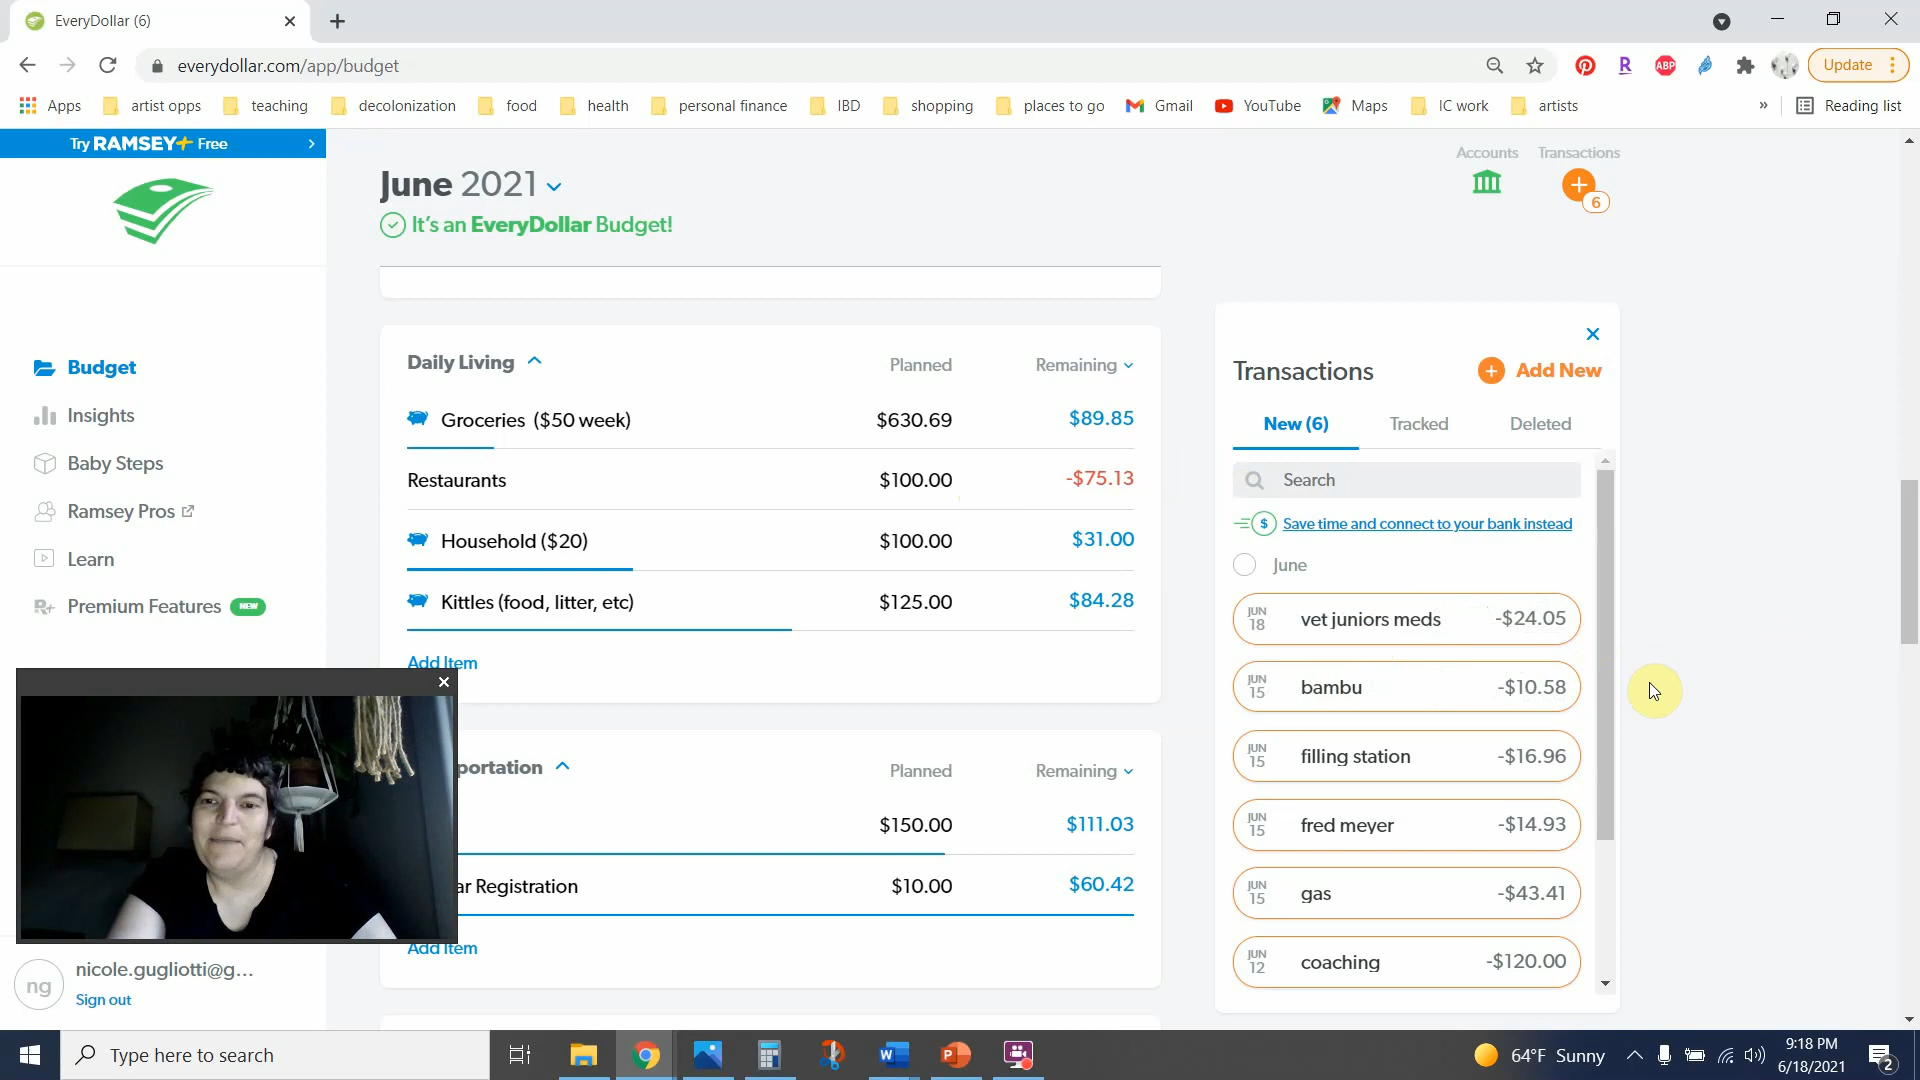 EveryDollar (6)
everydollar.com/app/budget
Update
Apps
artist opps
teaching
decolonization
food
health
personal finance
IBD
shopping
places to go
Gmail
YouTube
Maps
IC work
artists
»
Reading list
R
ABP
Try RAMSEY+ Free
June 2021
It's an EveryDollar Budget!
Accounts
Transactions
6
Budget
Insights
Baby Steps
Ramsey Pros
Learn
R+ Premium Features NEW
Daily Living Planned Remaining
Groceries ($50 week) $630.69 $89.85
Restaurants $100.00 -$75.13
Household ($20) $100.00 $31.00
Kittles (food, litter, etc) $125.00 $84.28
Add Item
portation Planned Remaining
$150.00 $111.03
ar Registration $10.00 $60.42
Add Item
Transactions
Add New
New (6) Tracked Deleted
Search
$ Save time and connect to your bank instead
June
JUN 18 vet juniors meds -$24.05
JUN 15 bambu -$10.58
JUN 15 filling station -$16.96
JUN 15 fred meyer -$14.93
JUN 15 gas -$43.41
JUN 12 coaching -$120.00
ng
nicole.gugliotti@g...
Sign out
Type here to search
W
P
64°F Sunny
9:18 PM
6/18/2021
2